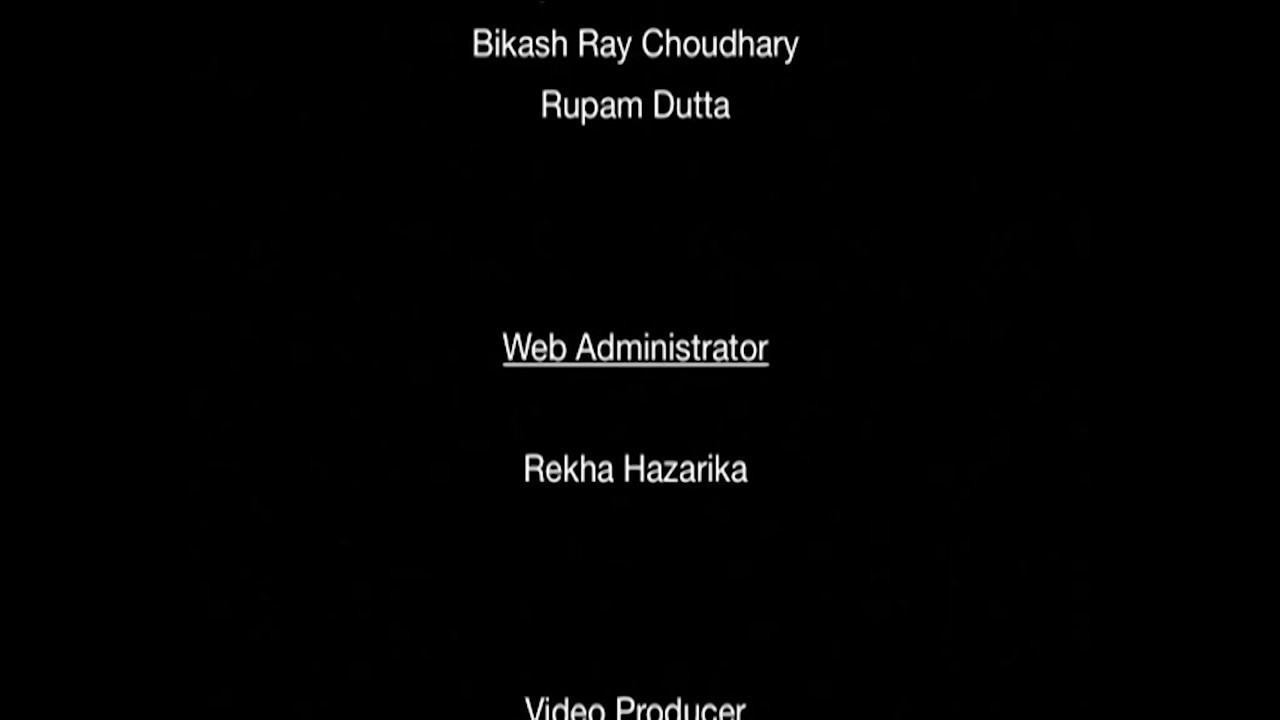 Bikash Ray Choudhary
Rupam Dutta
Web Administrator
Rekha Hazarika
Video Producer